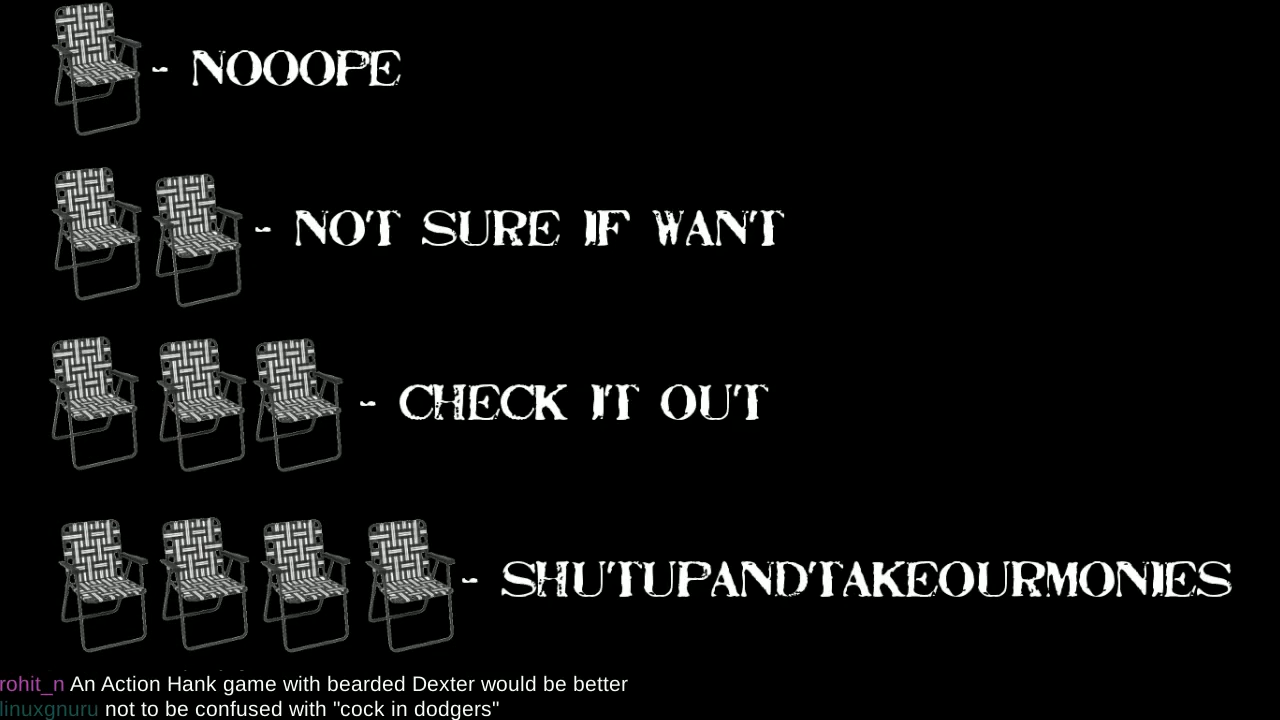 - NOOOPE
- NOT SURE IF WANT
- CHECK IT OUT
- SHUTUPANDTAKEOURMONIES
rohit_n An Action Hank game with bearded Dexter would be better
linuxgnuru not to be confused with "cock in dodgers"